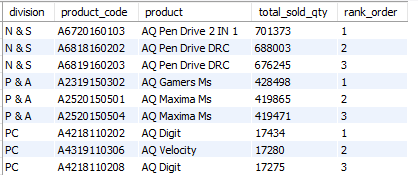 division product_code product total_sold_qty rank_order
N & S A6720160103 AQ Pen Drive 2 IN 1 701373 1
N & S A6818160202 AQ Pen Drive DRC 688003 2
N & S A6819160203 AQ Pen Drive DRC 676245 3
P & A A2319150302 AQ Gamers Ms 428498 1
P & A A2520150501 AQ Maxima Ms 419865 2
P & A A2520150504 AQ Maxima Ms 419471 3
PC A4218110202 AQ Digit 17434 1
PC A4319110306 AQ Velocity 17280 2
PC A4218110208 AQ Digit 17275 3